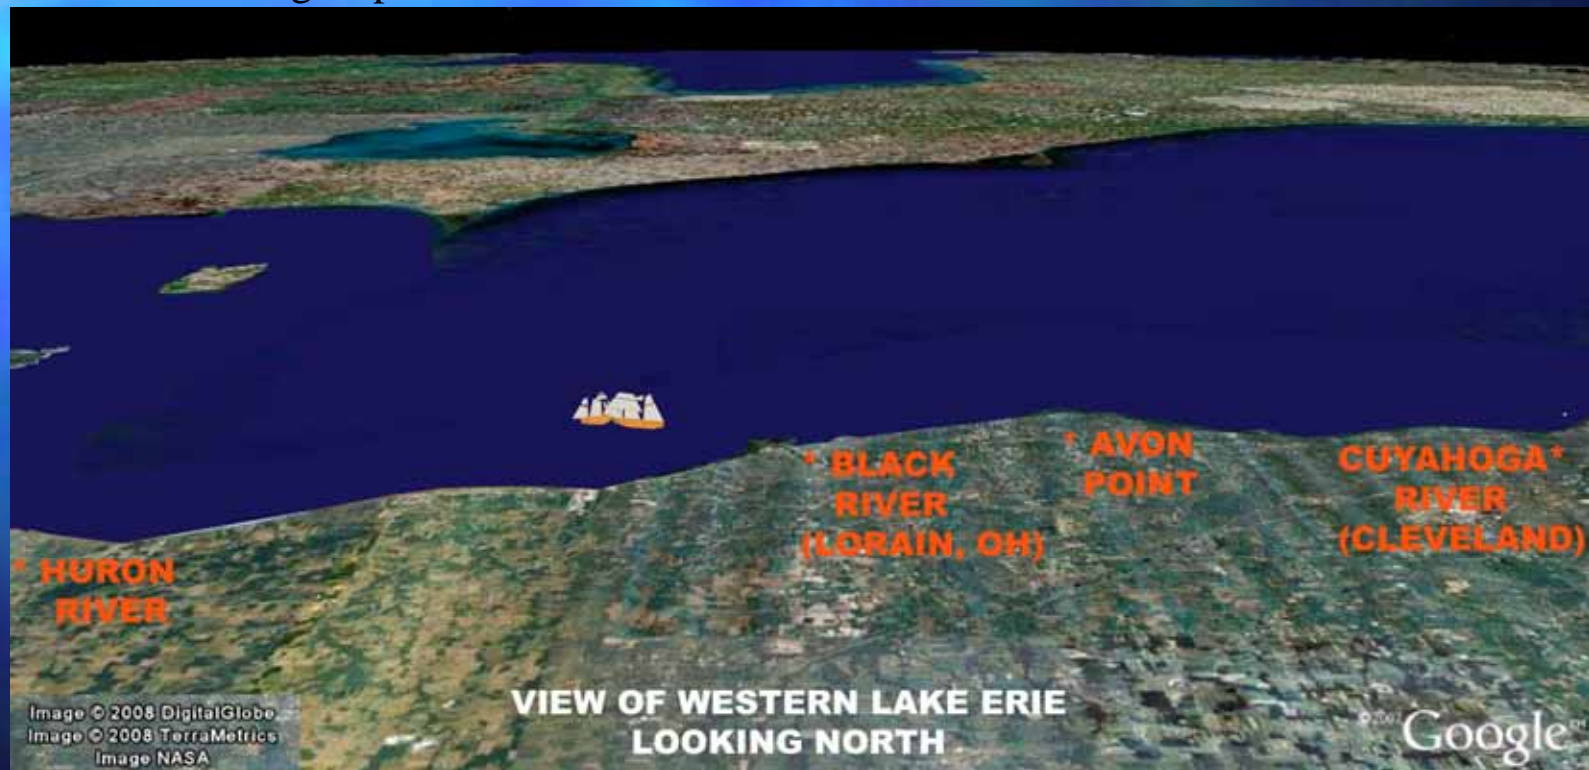 * HURON
RIVER
* BLACK
RIVER
(LORAIN, OH)
* AVON
POINT
CUYAHOGA*
RIVER
(CLEVELAND)
VIEW OF WESTERN LAKE ERIE
LOOKING NORTH
Image © 2008 DigitalGlobe
Image © 2008 TerraMetrics
Image NASA
Google™